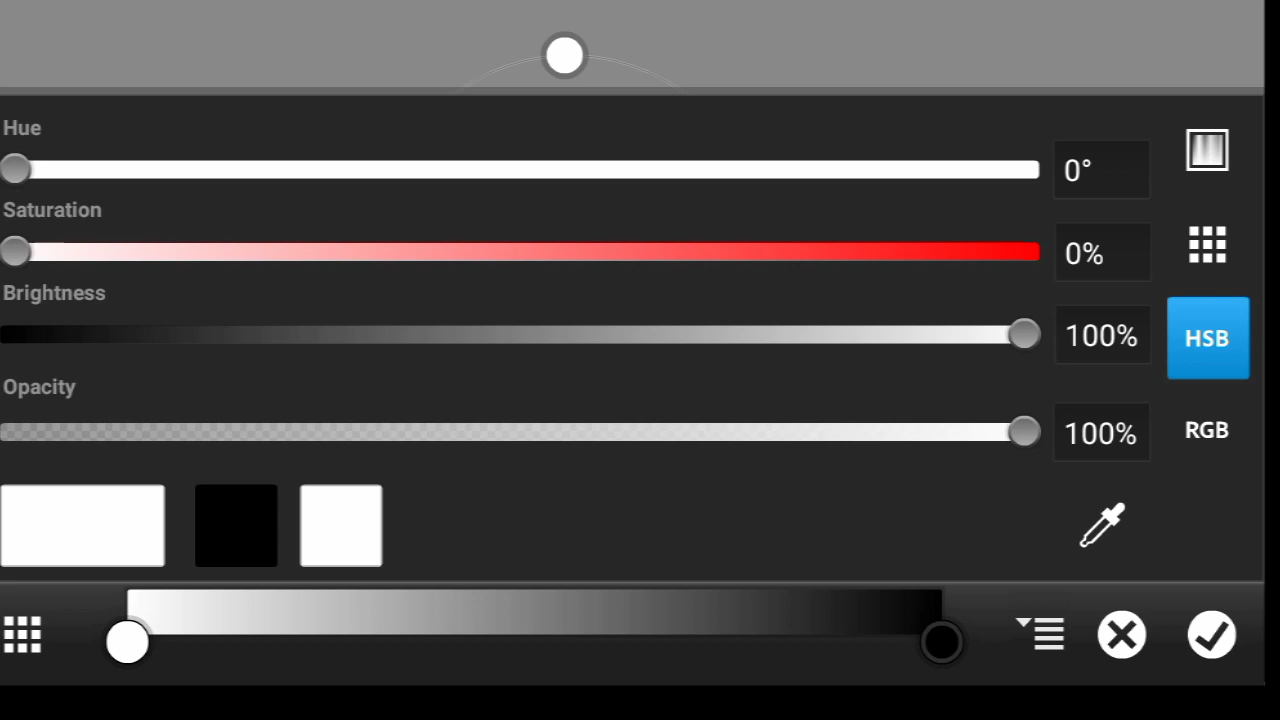 Hue
0°
Saturation
0%
Brightness
100%
HSB
Opacity
100%
RGB